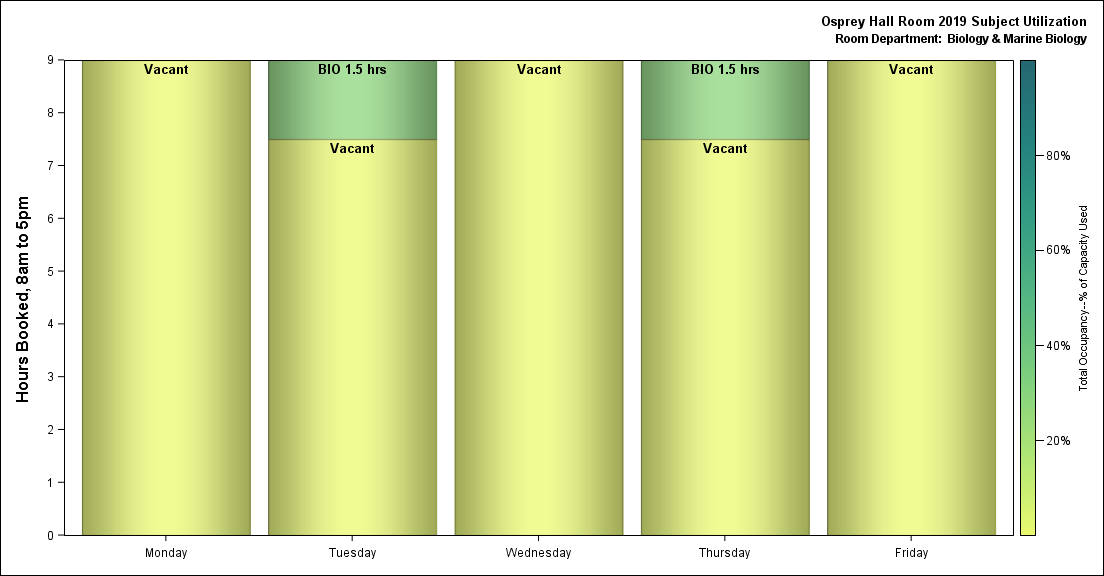 Osprey Hall Room 2019 Subject Utilization
Room Department: Biology & Marine Biology
Hours Booked, 8am to 5pm
9
8
7
6
5
4
3
2
1
0
Vacant
BIO 1.5 hrs
Vacant
BIO 1.5 hrs
Vacant
Vacant
Vacant
Monday
Tuesday
Wednesday
Thursday
Friday
80%
60%
40%
20%
Total Occupancy--% of Capacity Used